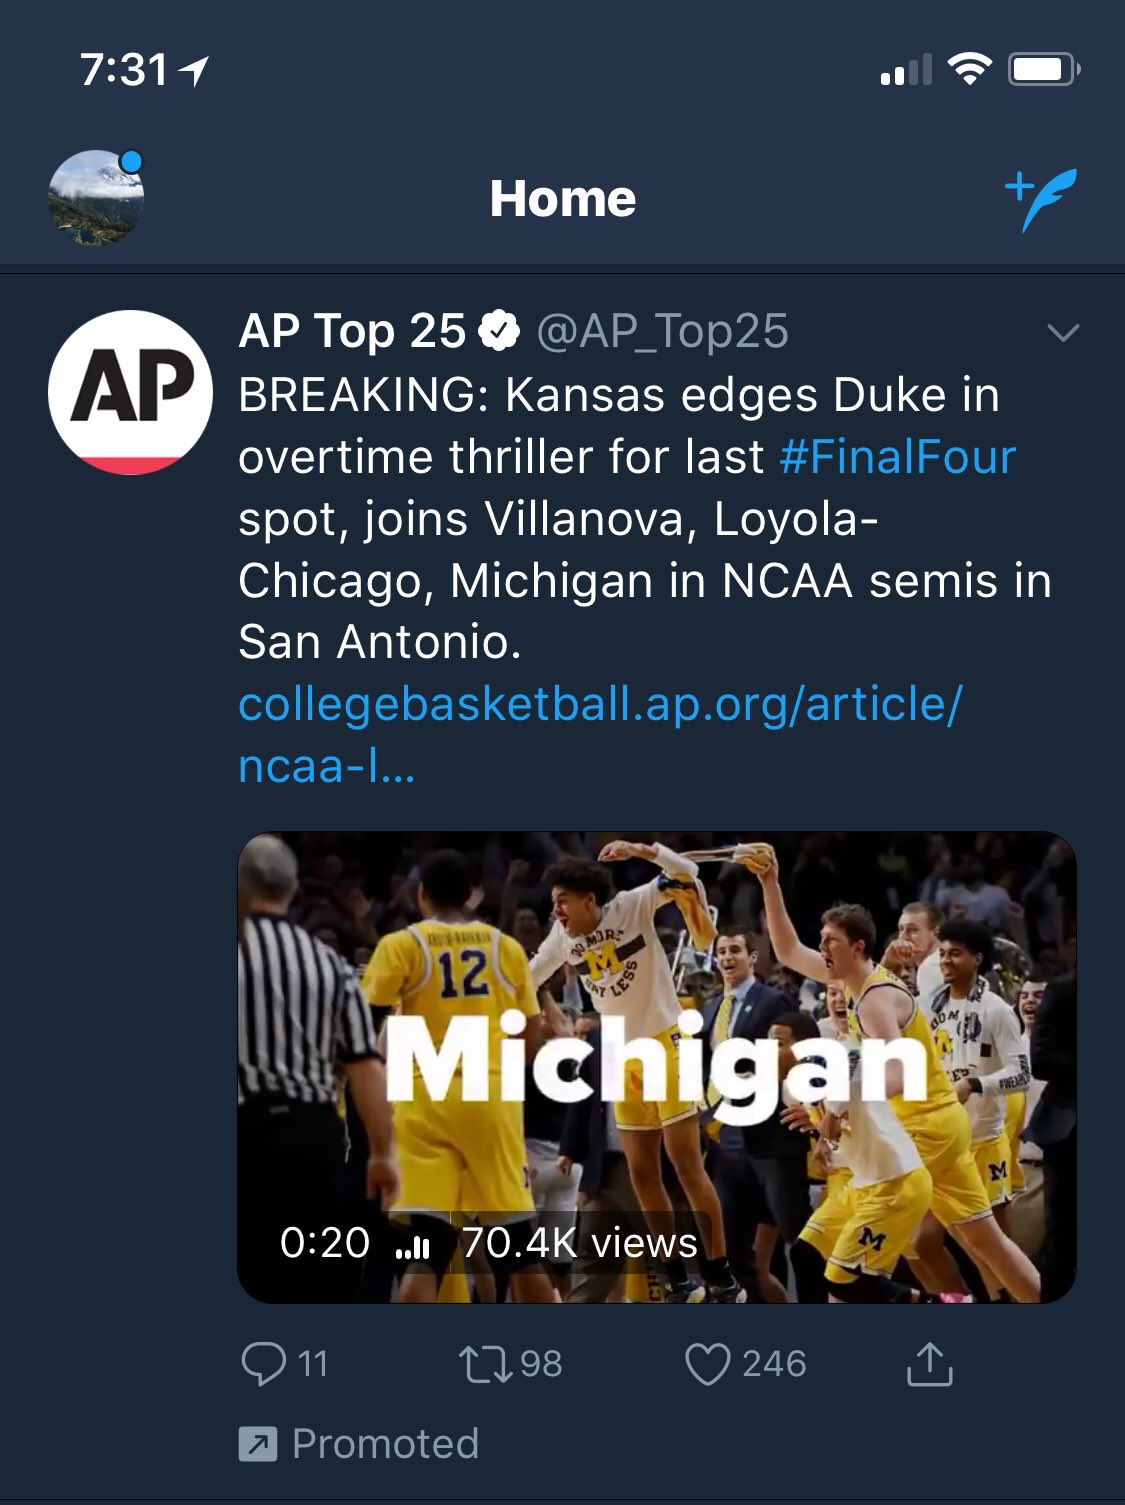 7:31
Home
AP
AP Top 25 @AP_Top25
BREAKING: Kansas edges Duke in
overtime thriller for last #FinalFour
spot, joins Villanova, Loyola-
Chicago, Michigan in NCAA semis in
San Antonio.
collegebasketball.ap.org/article/
ncaa-l...
12
M
Michigan
M
M
0:20 70.4K views
11 98 246
Promoted